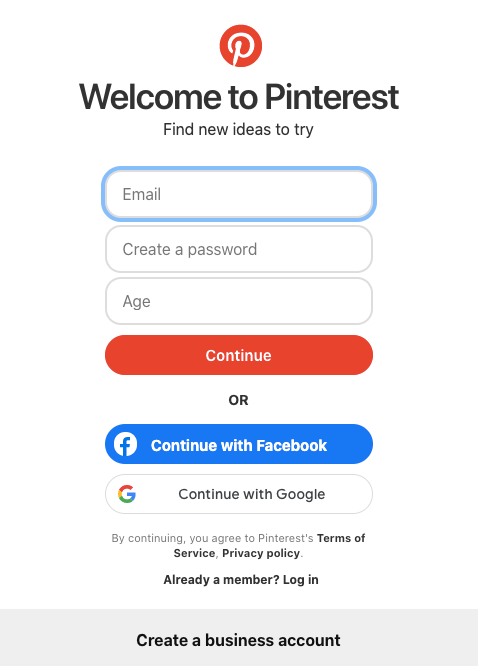 Welcome to Pinterest
Find new ideas to try
Email
Create a password
Age
Continue
OR
Continue with Facebook
Continue with Google
By continuing, you agree to Pinterest's Terms of
Service, Privacy policy.
Already a member? Log in
Create a business account